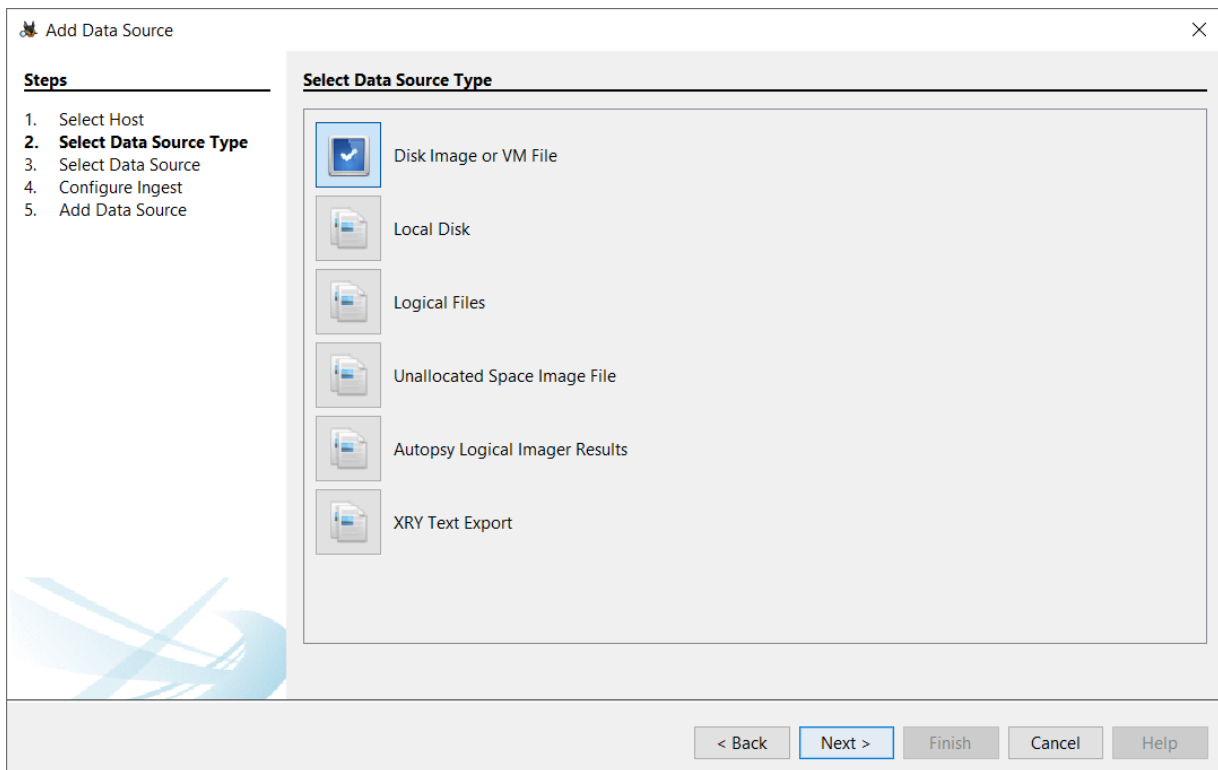 Add Data Source
Steps
1. Select Host
2. Select Data Source Type
3. Select Data Source
4. Configure Ingest
5. Add Data Source
Select Data Source Type
Disk Image or VM File
Local Disk
Logical Files
Unallocated Space Image File
Autopsy Logical Imager Results
XRY Text Export
< Back Next > Finish Cancel Help